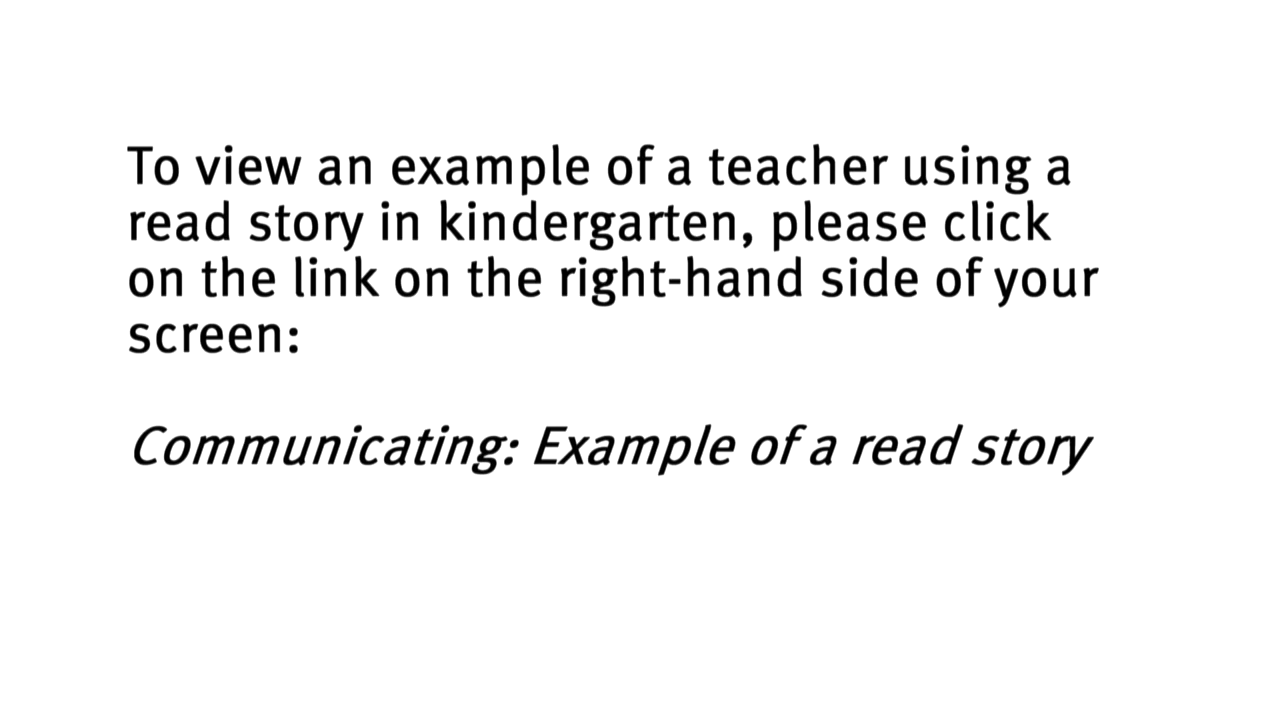 To view an example of a teacher using a
read story in kindergarten, please click
on the link on the right-hand side of your
screen:
Communicating: Example of a read story